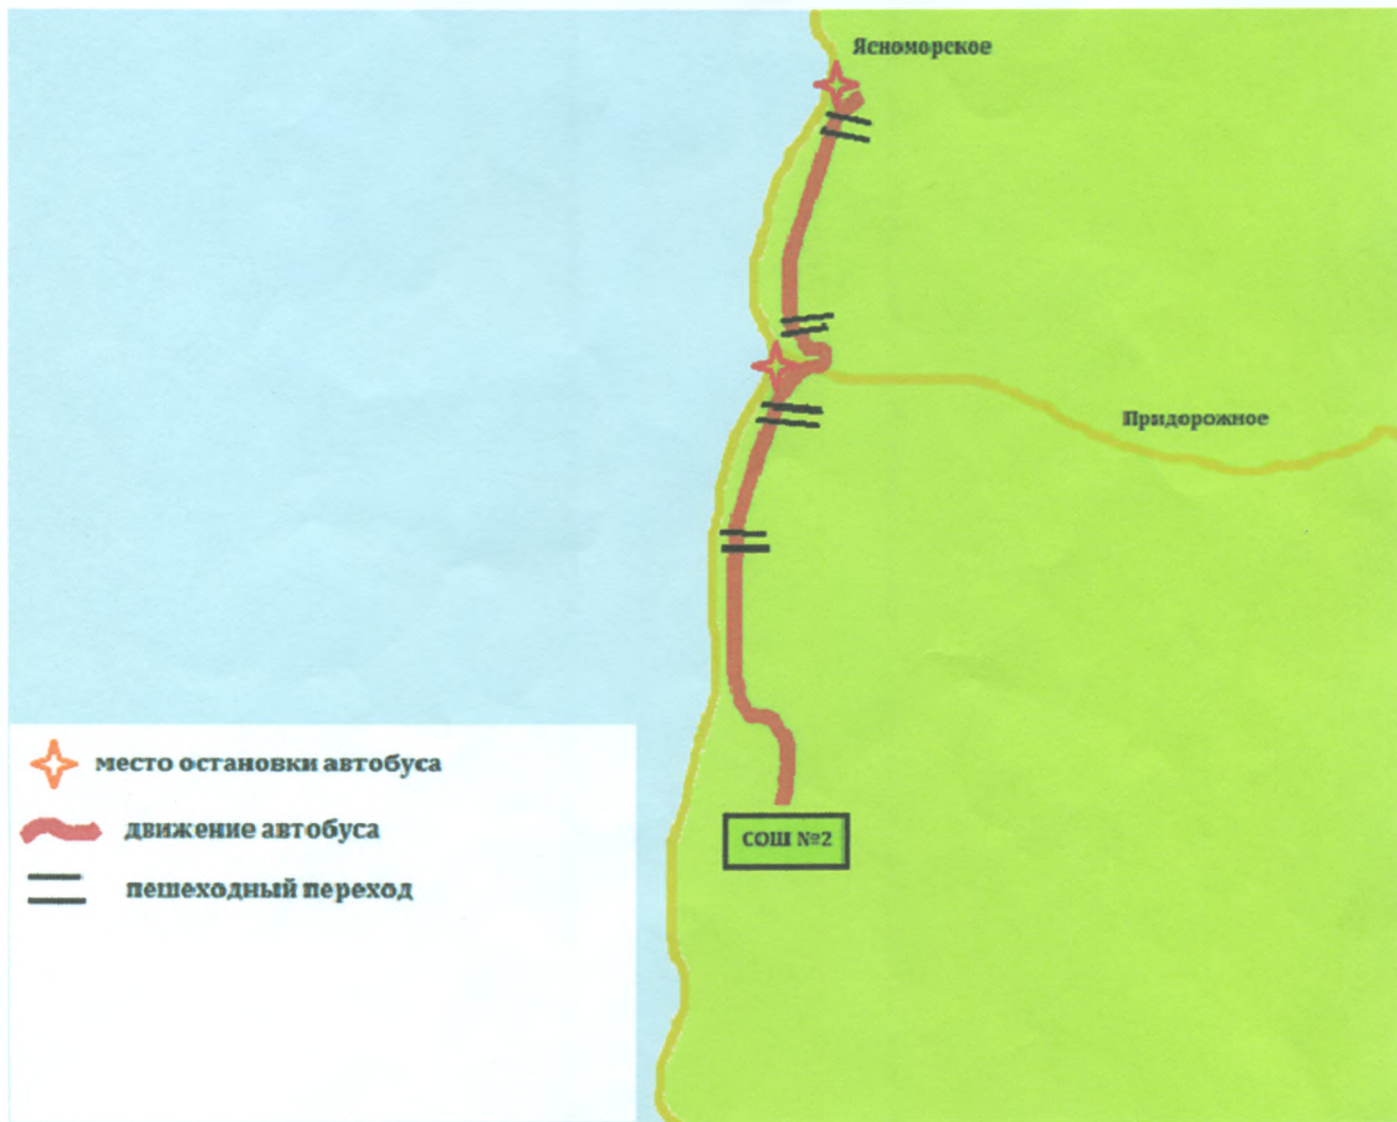 Ясноморское
Придорожное
место остановки автобуса
движение автобуса
СОШ №2
пешеходный переход